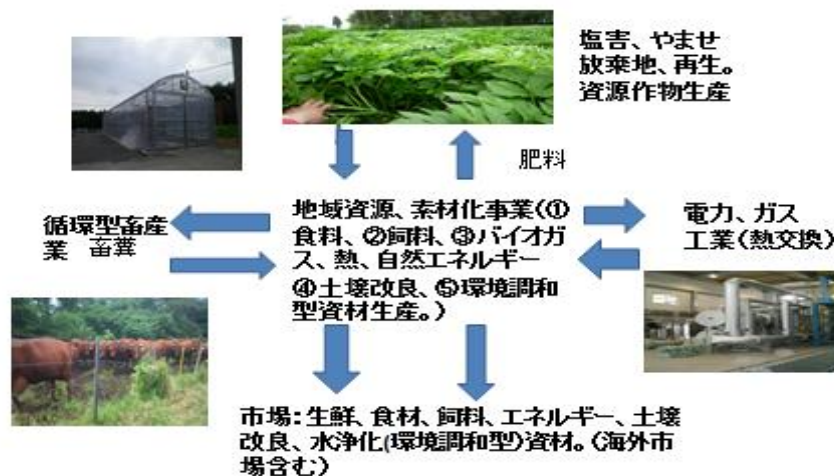 塩害、やませ
放棄地、再生。
資源作物生産
肥料
地域資源、素材化事業(①
食料、②飼料、③バイオガ
ス、熱、自然エネルギー
④土壌改良、⑤環境調和
型資材生産。)
循環型畜産
業 畜糞
電力、ガス
工業(熱交換)
市場:生鮮、食材、飼料、エネルギー、土壌
改良、水浄化(環境調和型)資材。(海外市
場含む)